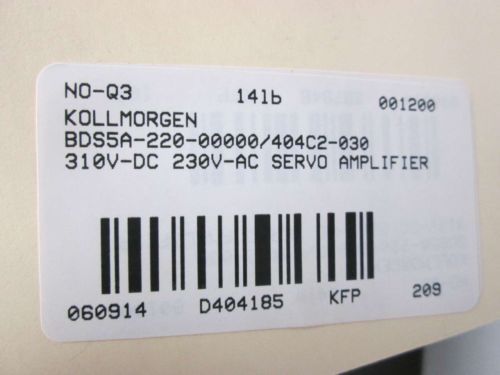 NO-Q3 14lb 001200
KOLLMORGEN
BDS5A-220-00000/404C2-030
310V-DC 230V-AC SERVO AMPLIFIER
060914 D404185 KFP 209